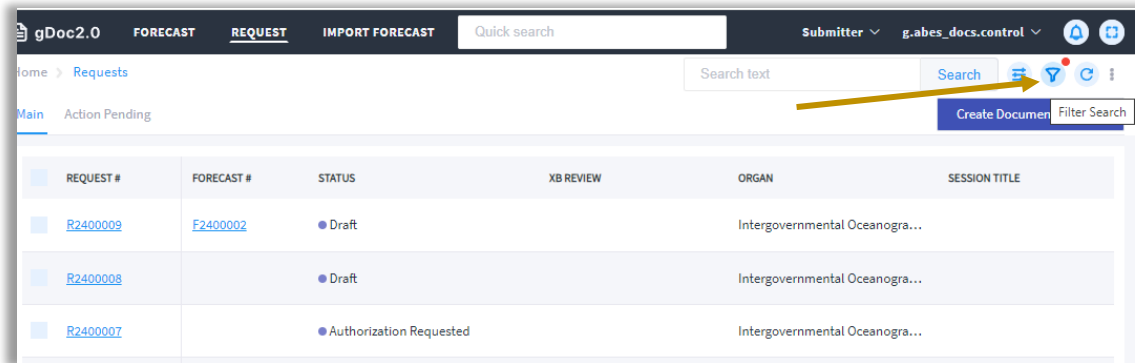 gDoc2.0 FORECAST REQUEST IMPORT FORECAST Quick search Submitter g.abes_docs.control
Home > Requests Search text Search
Main Action Pending Create Documen Filter Search
REQUEST # FORECAST # STATUS XB REVIEW ORGAN SESSION TITLE
R2400009 F2400002 Draft Intergovernmental Oceanogra...
R2400008 Draft Intergovernmental Oceanogra...
R2400007 Authorization Requested Intergovernmental Oceanogra...